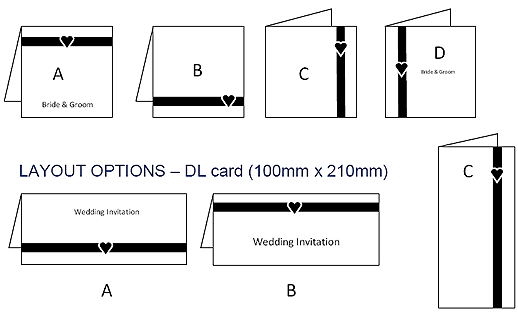 A
Bride & Groom
B
C
D
Bride & Groom
LAYOUT OPTIONS – DL card (100mm x 210mm)
Wedding Invitation
A
Wedding Invitation
B
C